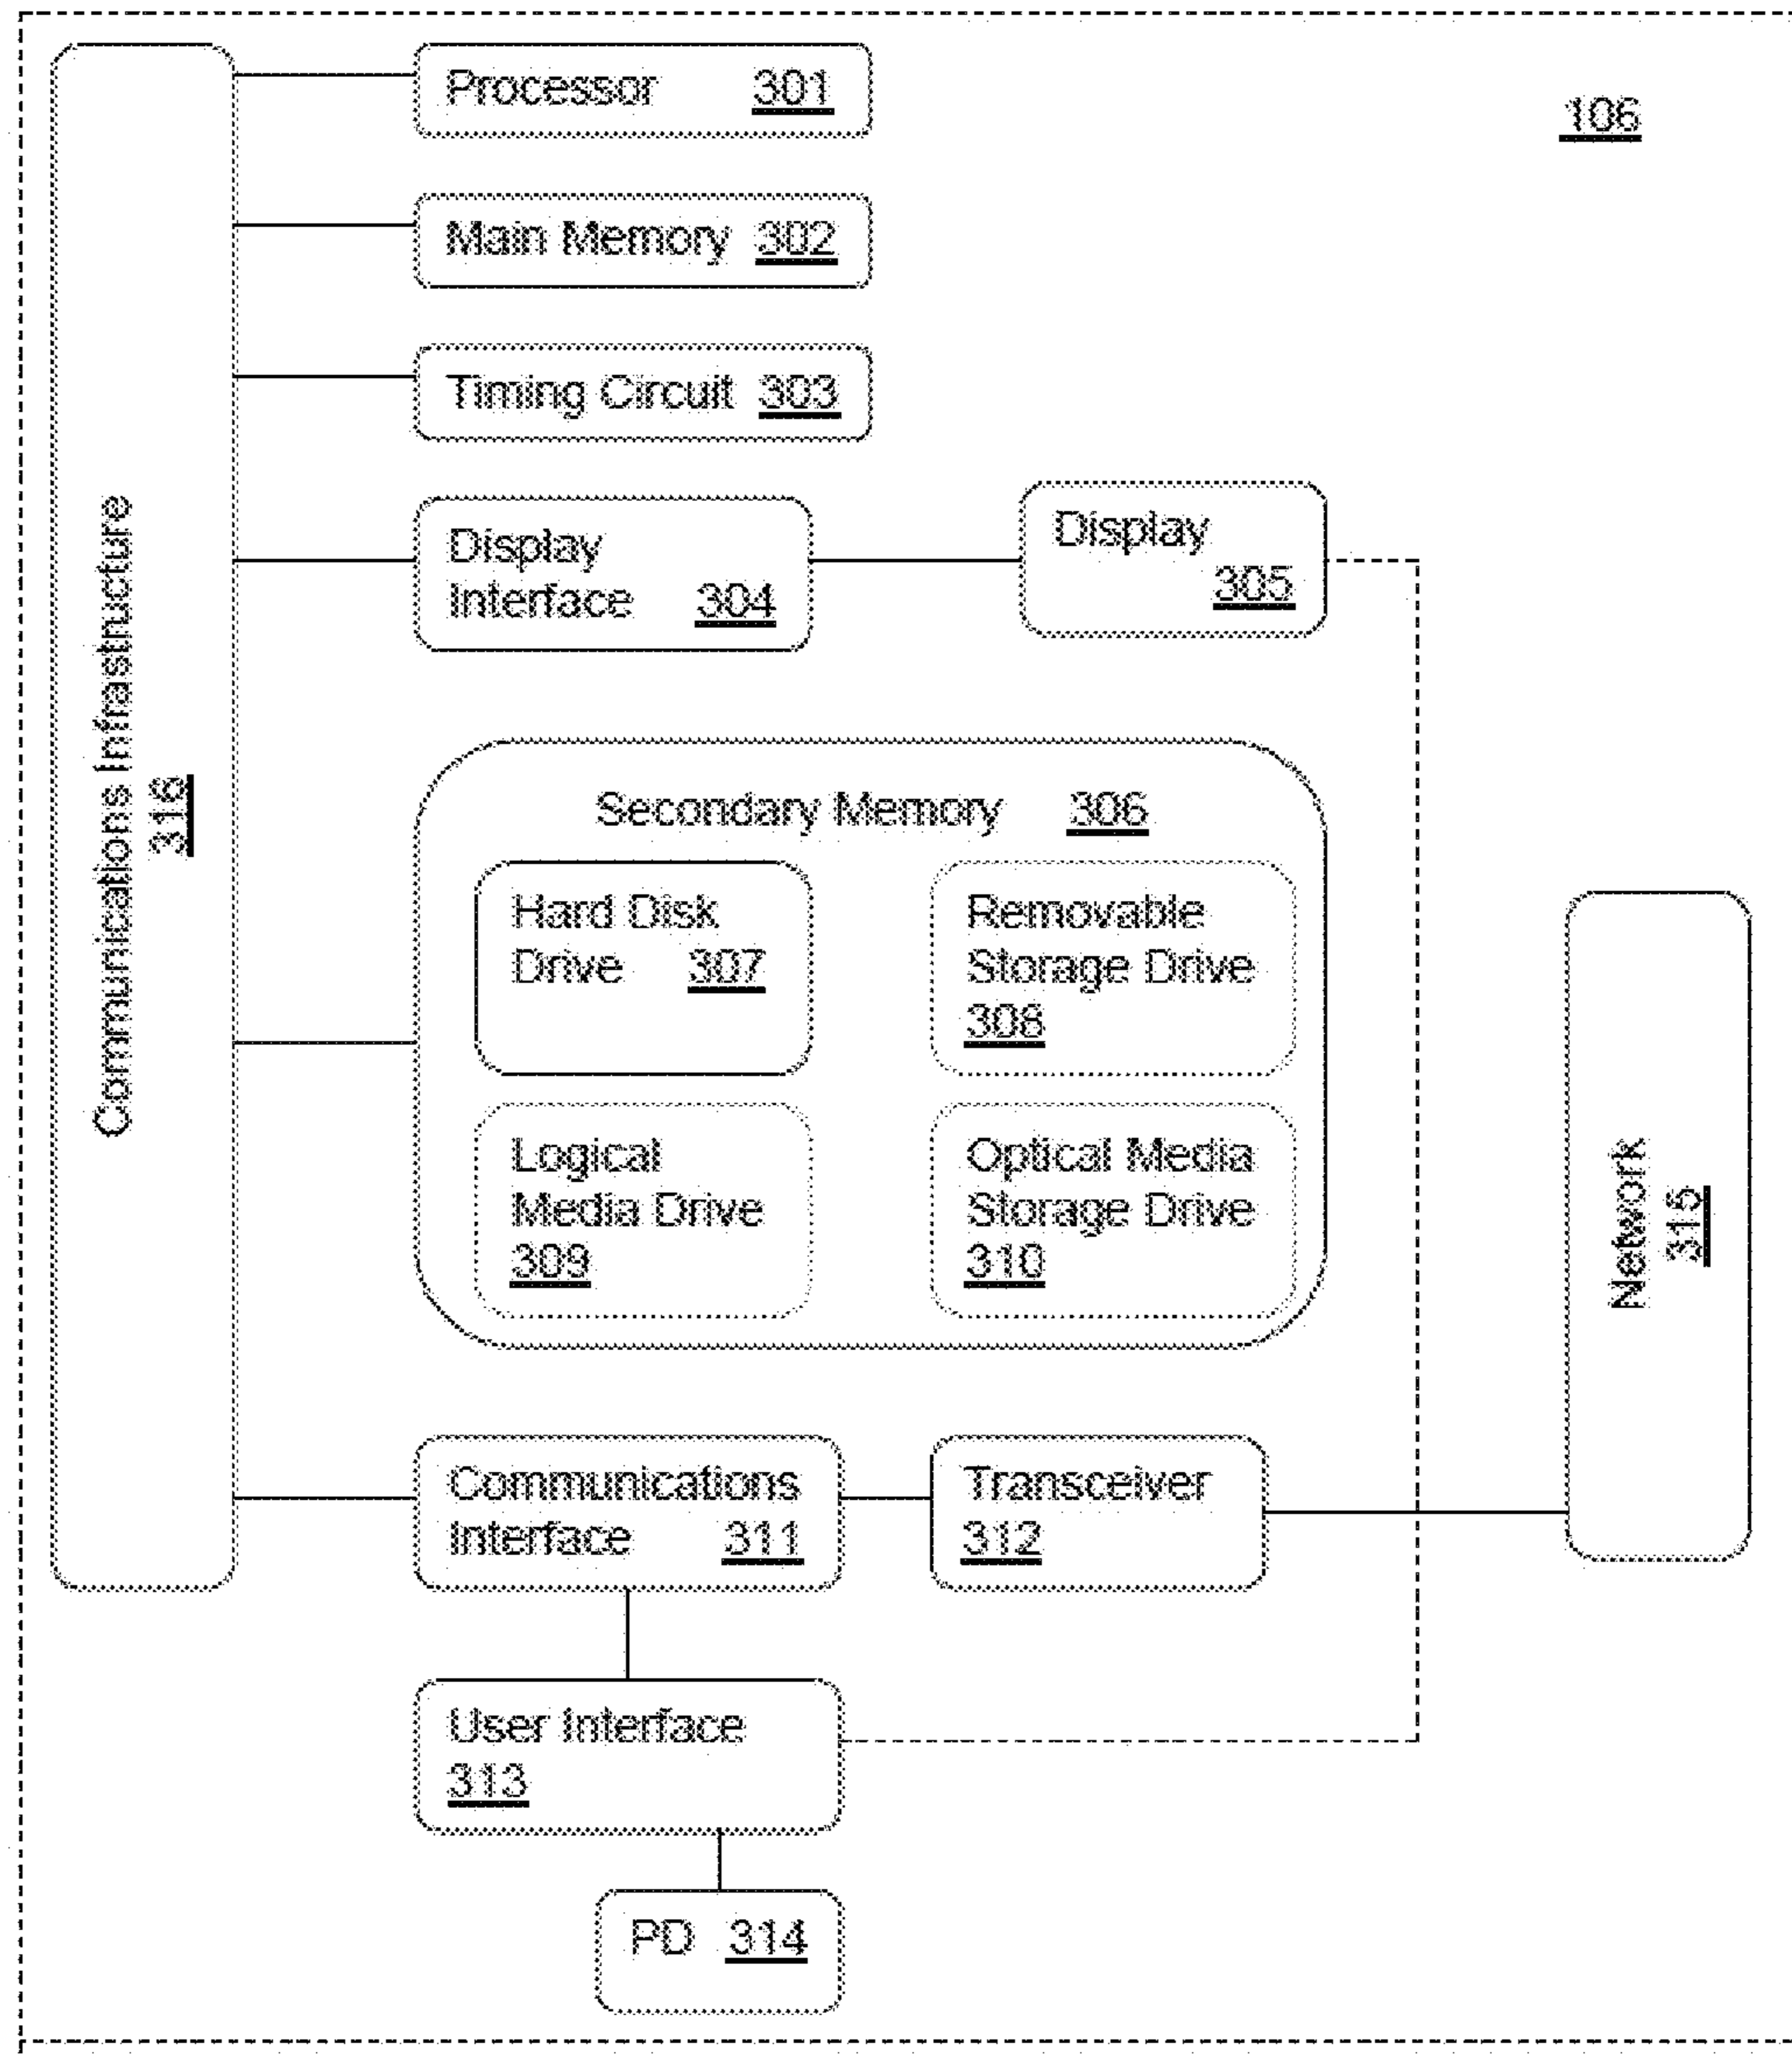 Processor 301
106
Main Memory 302
Timing Circuit 303
Display
Interface 304
Display
305
Communications Infrastructure
316
Secondary Memory 306
Hard Disk
Drive 307
Removable
Storage Drive
308
Logical
Media Drive
309
Optical Media
Storage Drive
310
Network
315
Communications
Interface 311
Transceiver
312
User Interface
313
PD 314